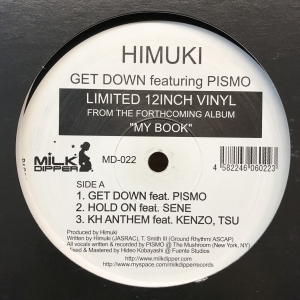 HIMUKI
GET DOWN featuring PISMO
LIMITED 12INCH VINYL
FROM THE FORTHCOMING ALBUM
"MY BOOK"
MiLK DIPPER
MD-022
4 582246 060223
SIDE A
1. GET DOWN feat. PISMO
2. HOLD ON feat. SENE
3. KH ANTHEM feat. KENZO, TSU
Produced by Himuki
Written by Himuki (JASRAC), T. Smith III (Ground Rhythm/ ASCAP)
All vocals written & recorded by PISMO @ The Mushroom (New York, NY)
& Mastered by Hideo Kobayashi @ Fuente Studios
http://www.milkdipper.com
http://www.myspace.com/milkdipperrecords